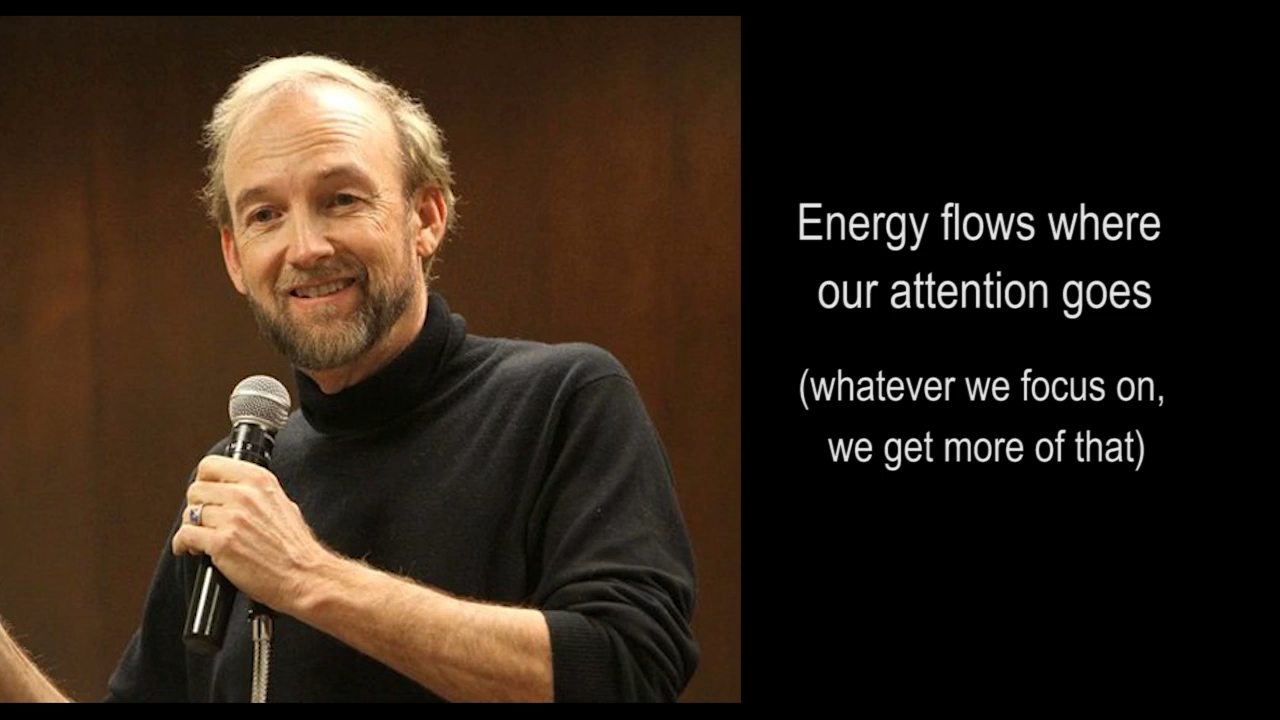 Energy flows where
our attention goes
(whatever we focus on,
we get more of that)